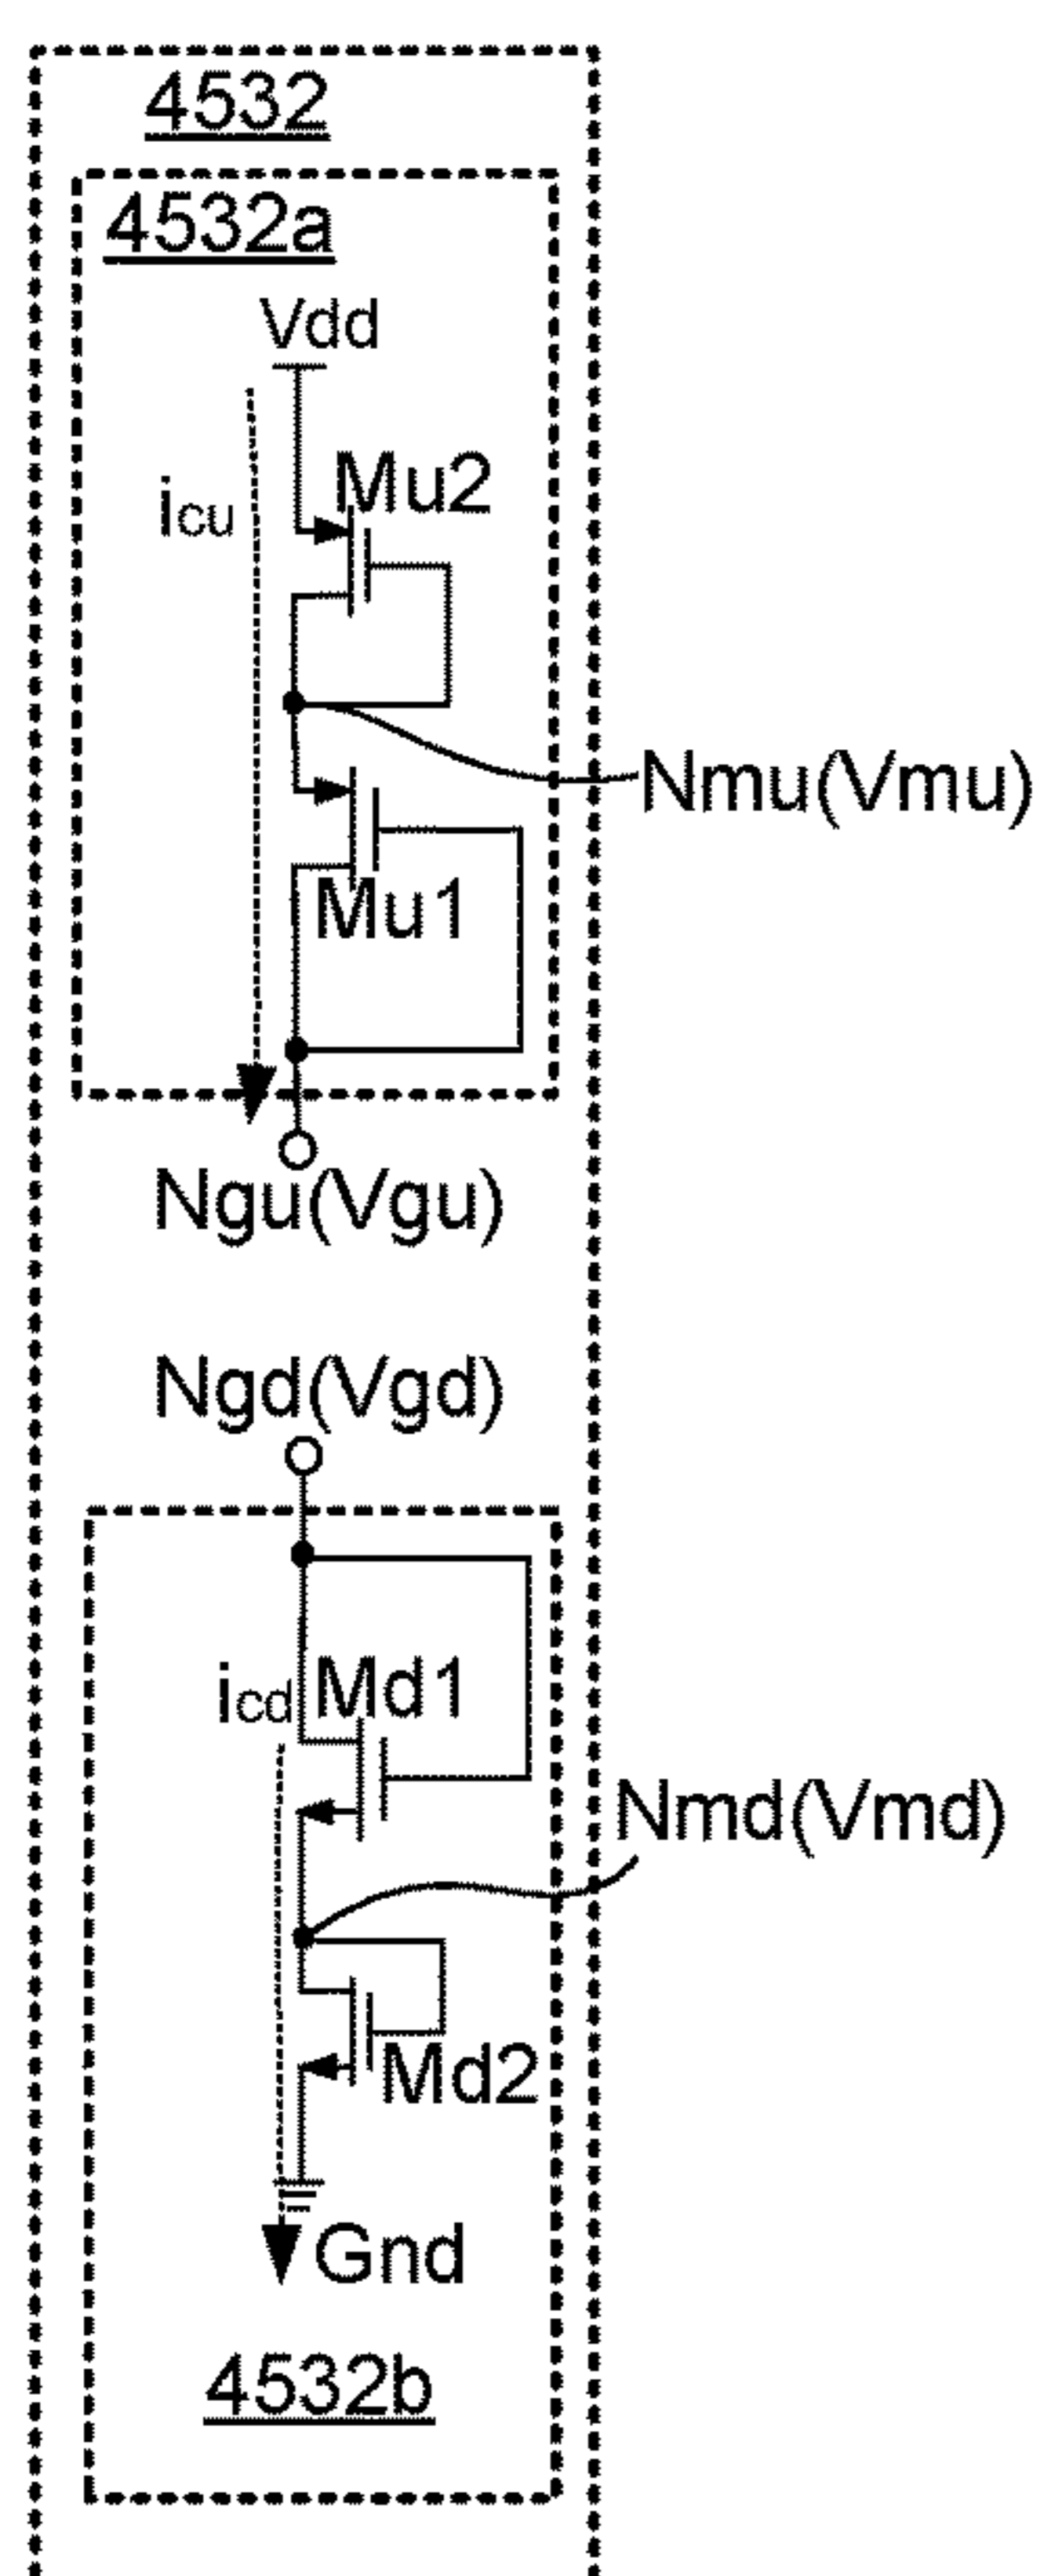 4532
4532a
Vdd
Mu2
icu
Nmu(Vmu)
Mu1
Ngu(Vgu)
Ngd(Vgd)
icd Md1
Nmd(Vmd)
Md2
Gnd
4532b